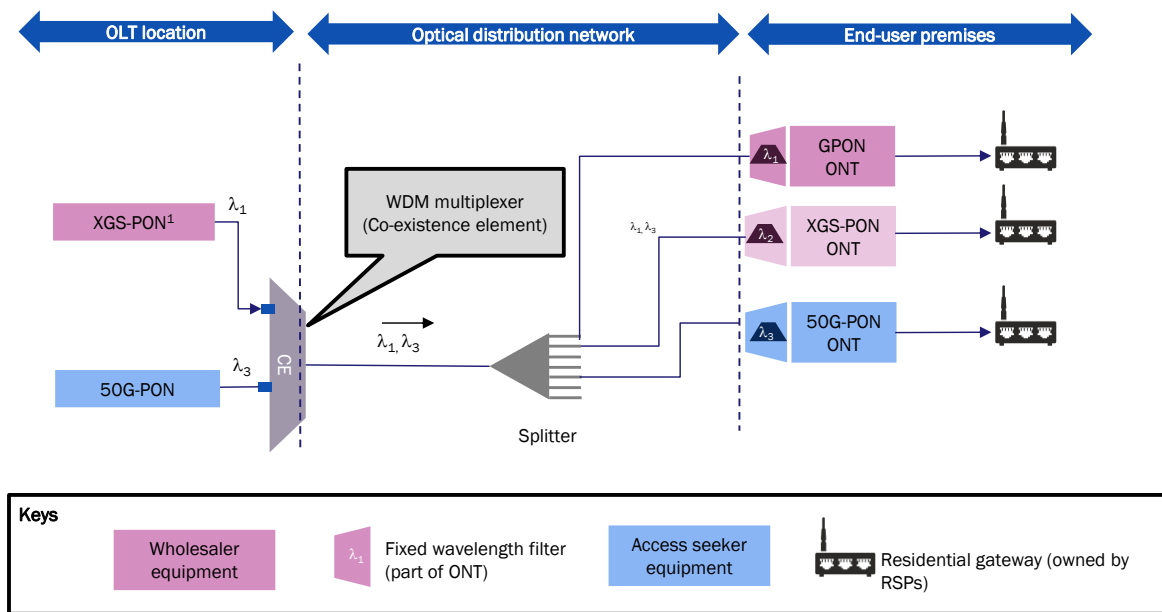 OLT location
Optical distribution network
End-user premises
λ1
GPON
ONT
WDM multiplexer
(Co-existence element)
XGS-PON1
λ1
λ1, λ3
λ2
XGS-PON
ONT
λ3
50G-PON
ONT
λ1, λ3
CE
λ3
50G-PON
Splitter
Keys
Wholesaler
equipment
λ1
Fixed wavelength filter
(part of ONT)
Access seeker
equipment
Residential gateway (owned by
RSPs)